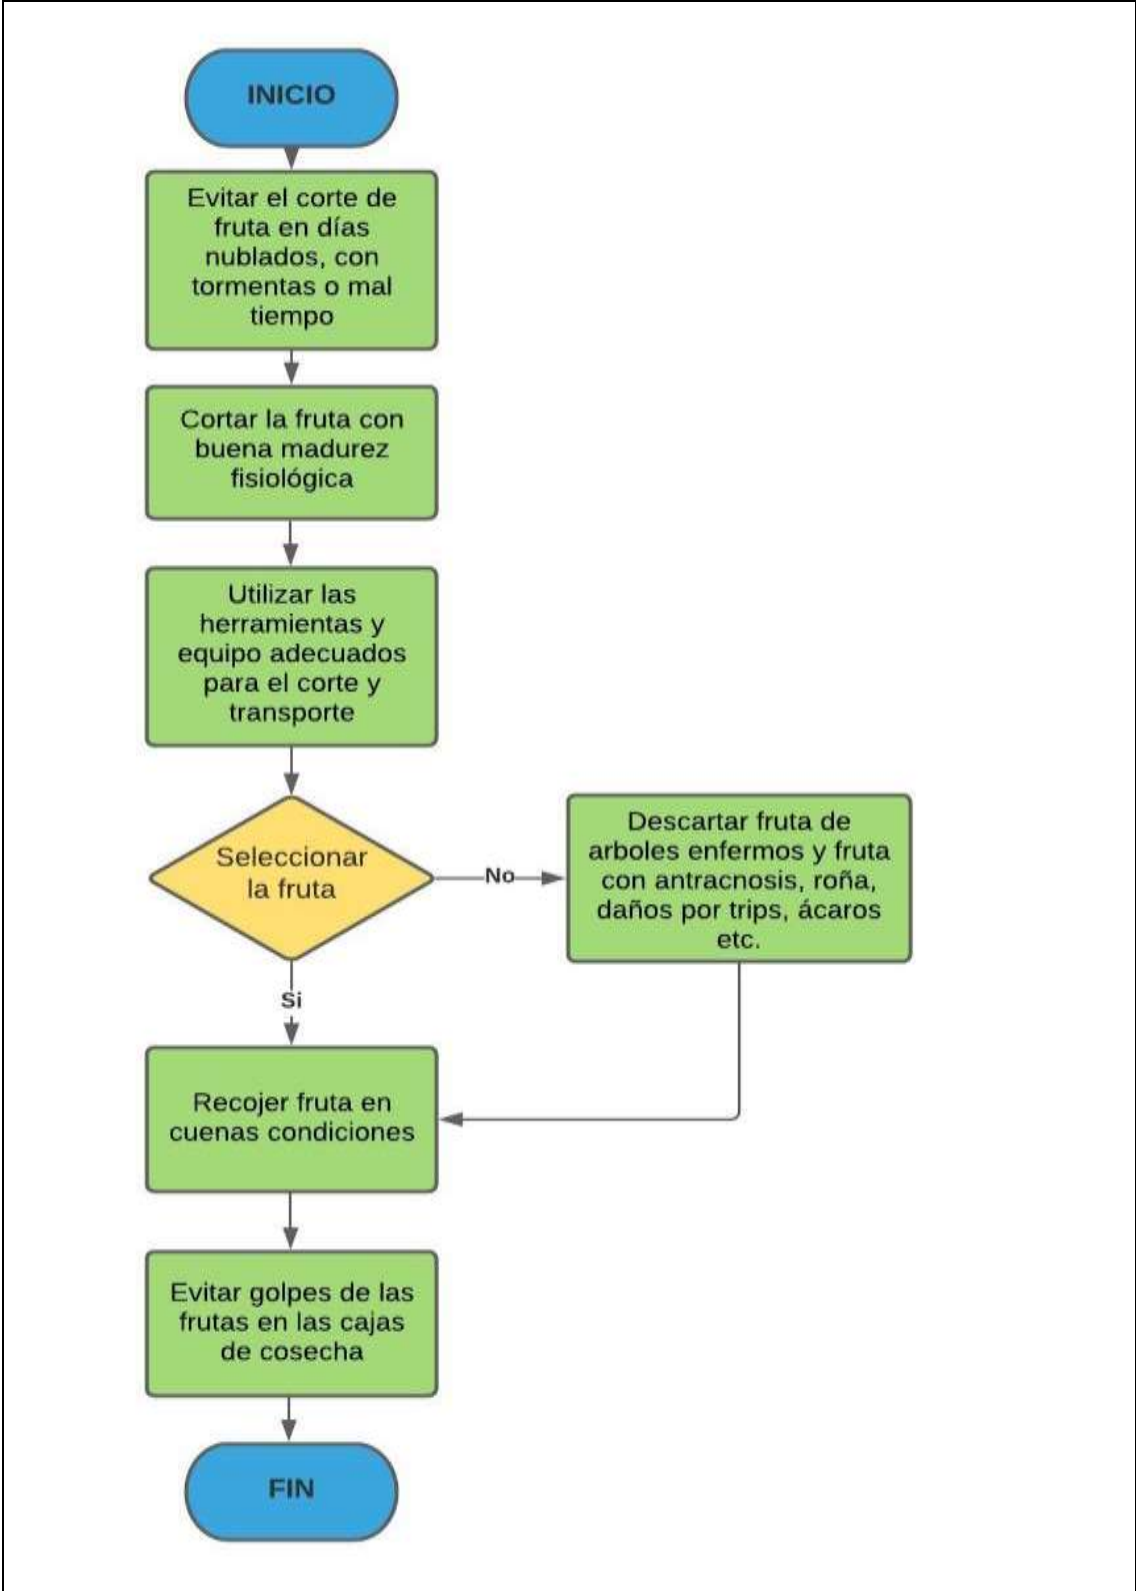 INICIO
Evitar el corte de
fruta en días
nublados, con
tormentas o mal
tiempo
Cortar la fruta con
buena madurez
fisiológica
Utilizar las
herramientas y
equipo adecuados
para el corte y
transporte
Seleccionar
la fruta
No
Descartar fruta de
arboles enfermos y fruta
con antracnosis, roña,
daños por trips, ácaros
etc.
Si
Recojer fruta en
cuenas condiciones
Evitar golpes de las
frutas en las cajas
de cosecha
FIN